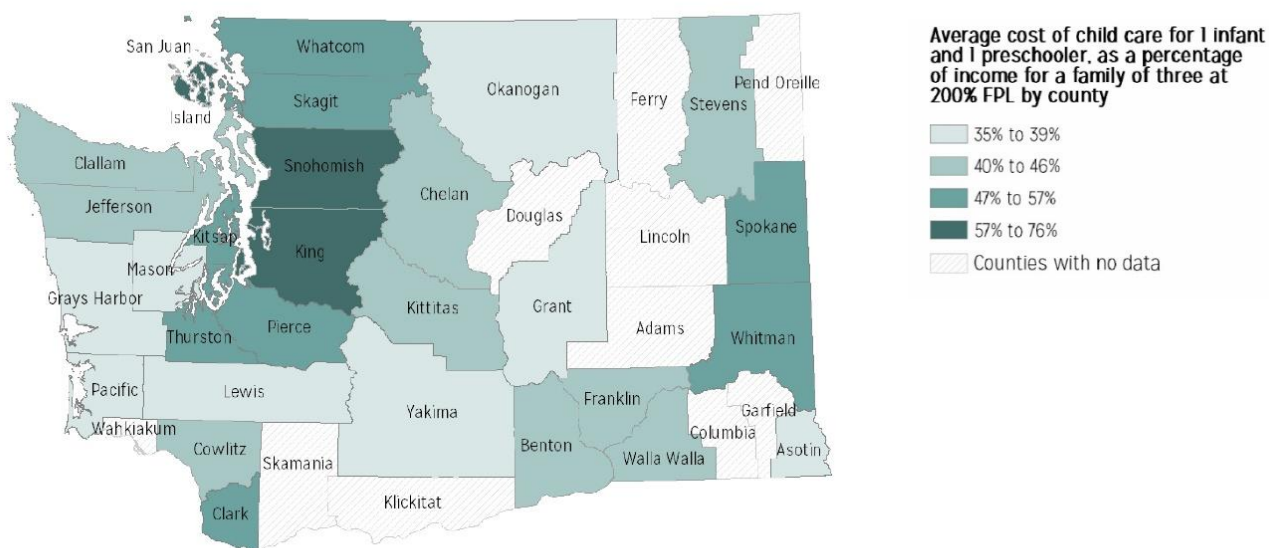 San Juan
Whatcom
Skagit
Island
Okanogan
Ferry
Stevens
Pend Oreille
Clallam
Snohomish
Chelan
Jefferson
Douglas
Lincoln
Spokane
Kitsap
King
Mason
Grays Harbor
Kittitas
Grant
Adams
Thurston
Pierce
Whitman
Pacific
Lewis
Yakima
Franklin
Garfield
Wahkiakum
Cowlitz
Benton
Walla Walla
Columbia
Asotin
Skamania
Klickitat
Clark
Average cost of child care for 1 infant
and 1 preschooler, as a percentage
of income for a family of three at
200% FPL by county
35% to 39%
40% to 46%
47% to 57%
57% to 76%
Counties with no data